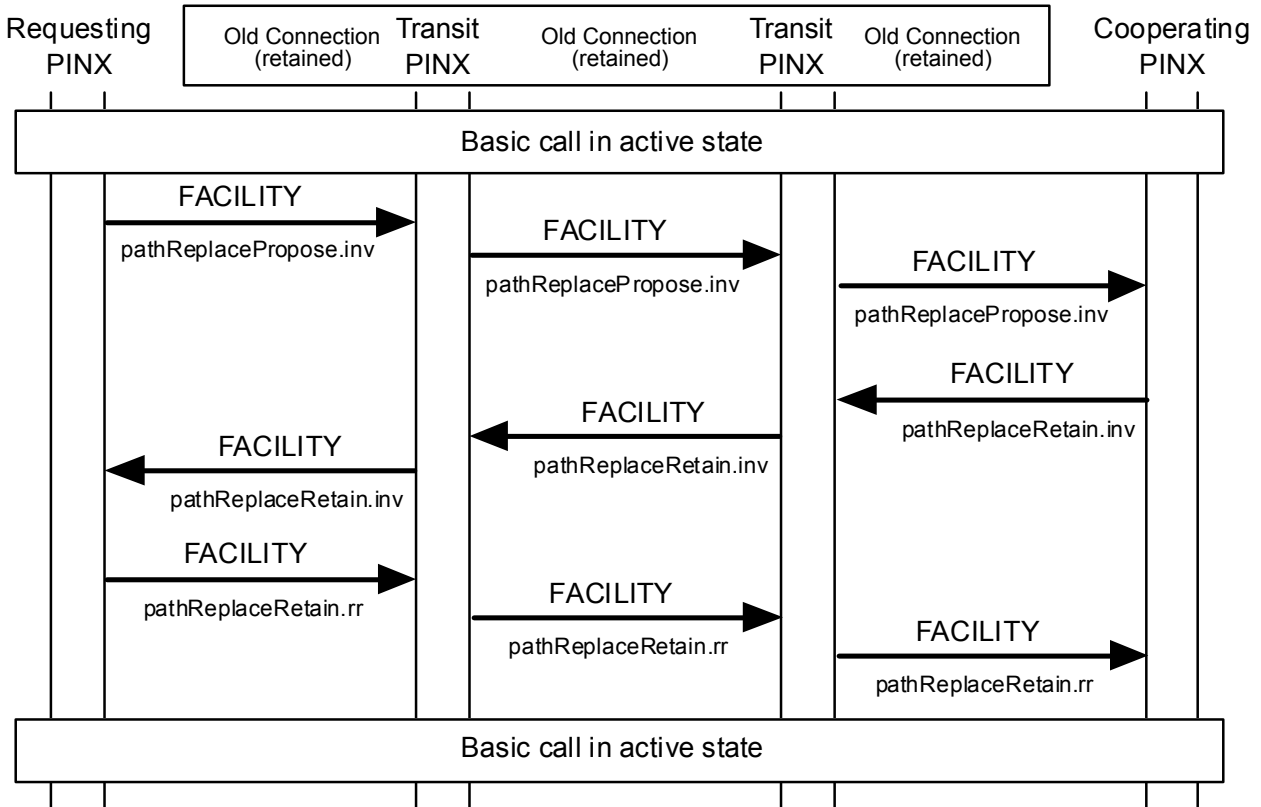 Requesting
PINX
Old Connection
(retained)
Transit
PINX
Old Connection
(retained)
Transit
PINX
Old Connection
(retained)
Cooperating
PINX
Basic call in active state
FACILITY
pathReplacePropose.inv
FACILITY
pathReplacePropose.inv
FACILITY
pathReplacePropose.inv
FACILITY
pathReplaceRetain.inv
FACILITY
pathReplaceRetain.inv
FACILITY
pathReplaceRetain.inv
FACILITY
pathReplaceRetain.rr
FACILITY
pathReplaceRetain.rr
FACILITY
pathReplaceRetain.rr
Basic call in active state